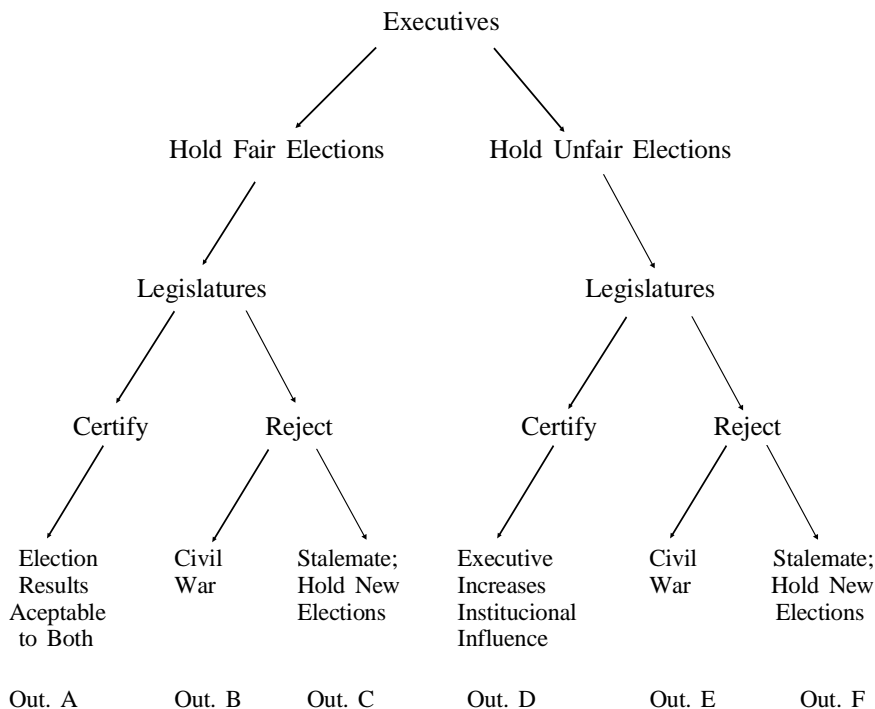 Executives
Hold Fair Elections Hold Unfair Elections
Legislatures Legislatures
Certify Reject Certify Reject
Election Civil Stalemate; Executive Civil Stalemate;
Results War Hold New Increases War Hold New
Aceptable Elections Institucional Elections
to Both Influence
Out. A Out. B Out. C Out. D Out. E Out. F